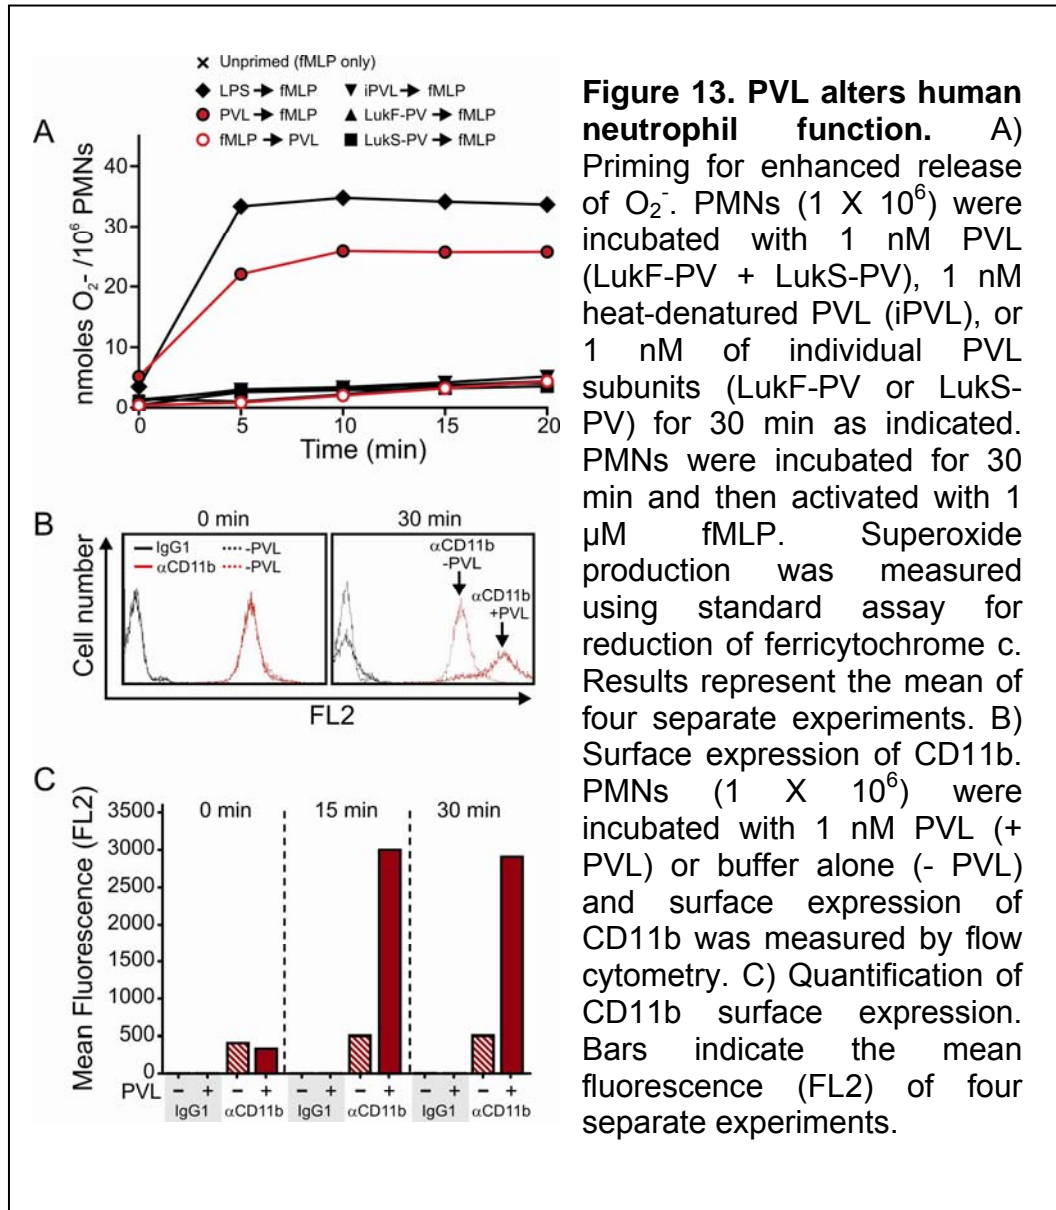 × Unprimed (fMLP only)
◆ LPS → fMLP ▼ iPVL → fMLP
● PVL → fMLP ▲ LukF-PV → fMLP
○ fMLP → PVL ■ LukS-PV → fMLP
A
nmoles O₂- /10⁶ PMNs
40
30
20
10
0
0 5 10 15 20
Time (min)
B
0 min 30 min
IgG1 -PVL
αCD11b -PVL
αCD11b
-PVL
αCD11b
+PVL
Cell number
FL2
C
0 min 15 min 30 min
Mean Fluorescence (FL2)
3500
3000
2500
2000
1500
1000
500
0
PVL − + − + − + − + − + − +
IgG1 αCD11b IgG1 αCD11b IgG1 αCD11b
Figure 13. PVL alters human
neutrophil function. A)
Priming for enhanced release
of O₂⁻. PMNs (1 X 10⁶) were
incubated with 1 nM PVL
(LukF-PV + LukS-PV), 1 nM
heat-denatured PVL (iPVL), or
1 nM of individual PVL
subunits (LukF-PV or LukS-
PV) for 30 min as indicated.
PMNs were incubated for 30
min and then activated with 1
µM fMLP. Superoxide
production was measured
using standard assay for
reduction of ferricytochrome c.
Results represent the mean of
four separate experiments. B)
Surface expression of CD11b.
PMNs (1 X 10⁶) were
incubated with 1 nM PVL (+
PVL) or buffer alone (- PVL)
and surface expression of
CD11b was measured by flow
cytometry. C) Quantification of
CD11b surface expression.
Bars indicate the mean
fluorescence (FL2) of four
separate experiments.